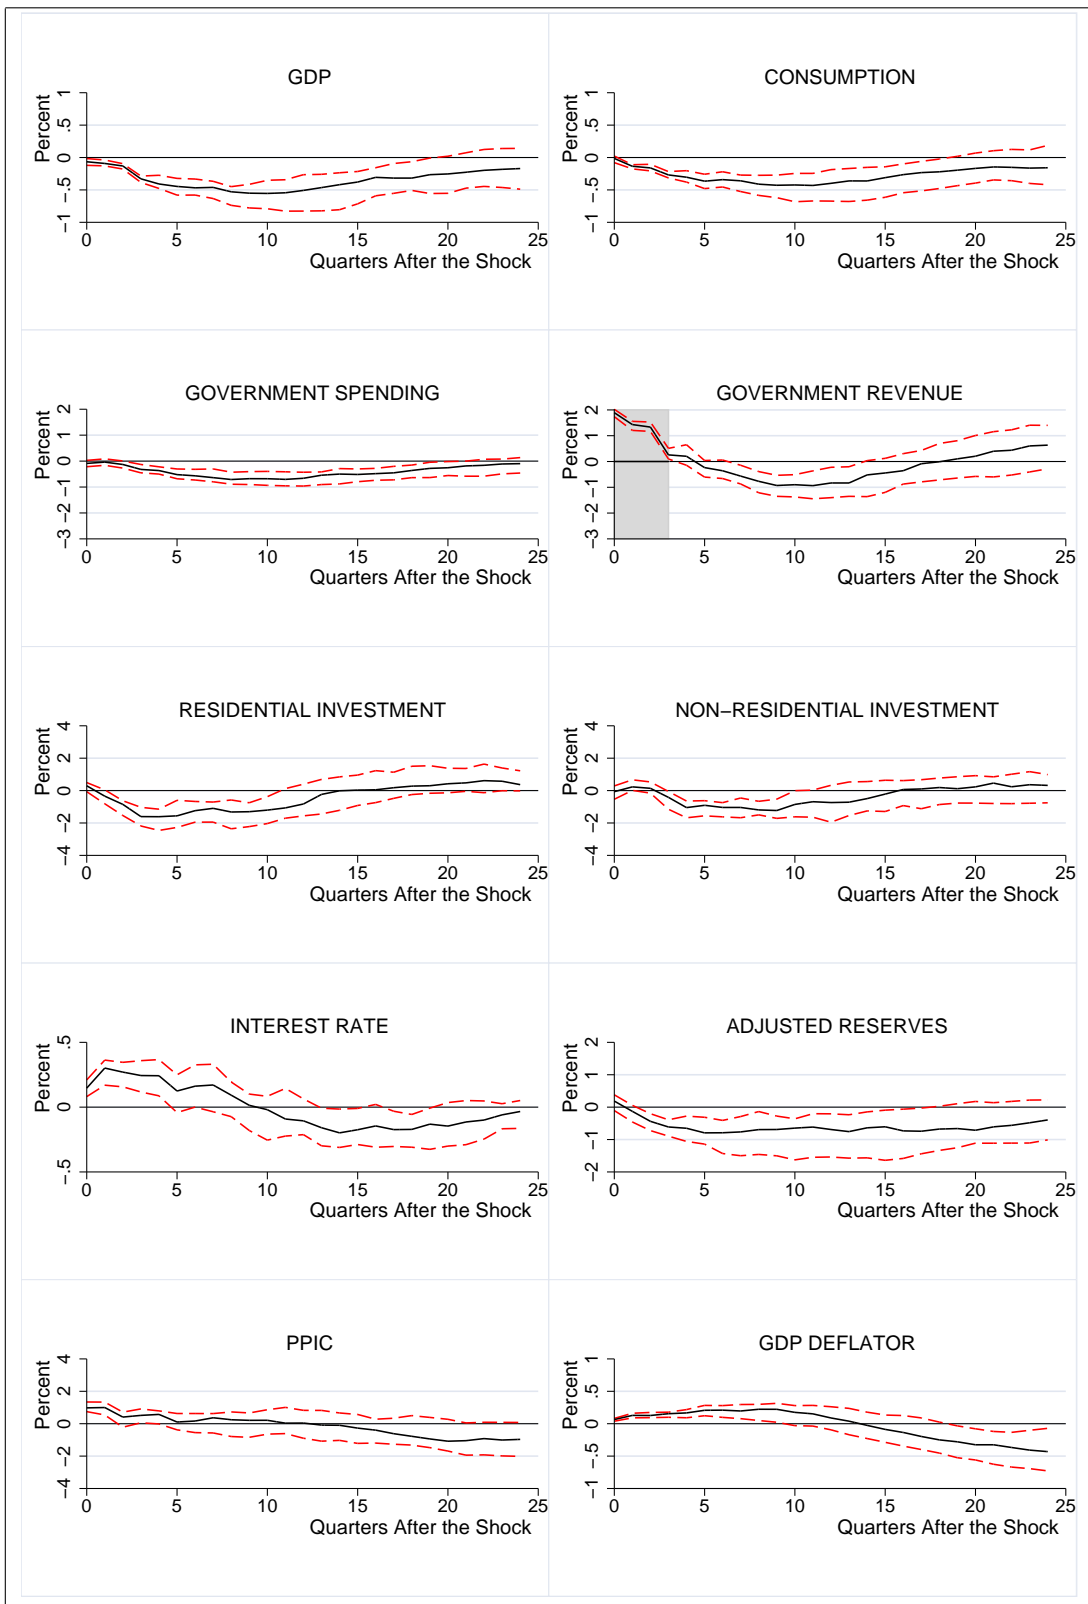 GDP
Percent
1
.5
0
−.5
−1
0 5 10 15 20 25
Quarters After the Shock
CONSUMPTION
Percent
1
.5
0
−.5
−1
0 5 10 15 20 25
Quarters After the Shock
GOVERNMENT SPENDING
Percent
2
1
0
−1
−2
−3
0 5 10 15 20 25
Quarters After the Shock
GOVERNMENT REVENUE
Percent
2
1
0
−1
−2
−3
0 5 10 15 20 25
Quarters After the Shock
RESIDENTIAL INVESTMENT
Percent
4
2
0
−2
−4
0 5 10 15 20 25
Quarters After the Shock
NON−RESIDENTIAL INVESTMENT
Percent
4
2
0
−2
−4
0 5 10 15 20 25
Quarters After the Shock
INTEREST RATE
Percent
.5
0
−.5
0 5 10 15 20 25
Quarters After the Shock
ADJUSTED RESERVES
Percent
2
1
0
−1
−2
0 5 10 15 20 25
Quarters After the Shock
PPIC
Percent
4
2
0
−2
−4
0 5 10 15 20 25
Quarters After the Shock
GDP DEFLATOR
Percent
1
.5
0
−.5
−1
0 5 10 15 20 25
Quarters After the Shock